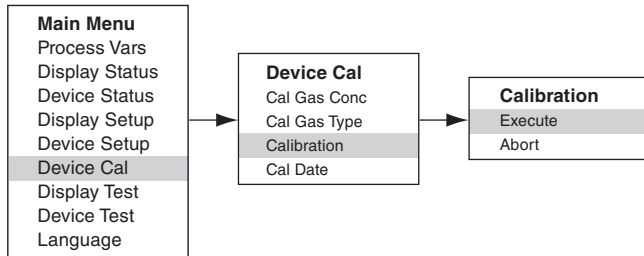 Main Menu
Process Vars
Display Status
Device Status
Display Setup
Device Setup
Device Cal
Display Test
Device Test
Language
Device Cal
Cal Gas Conc
Cal Gas Type
Calibration
Cal Date
Calibration
Execute
Abort